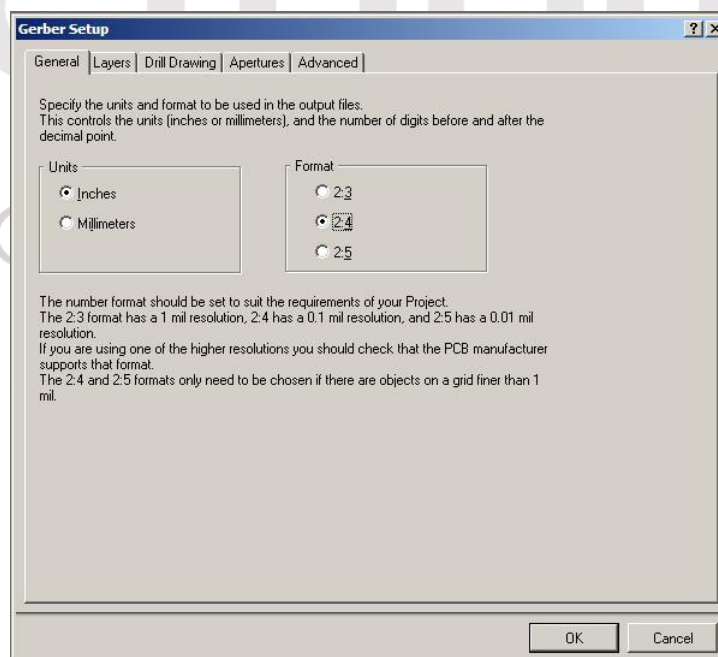 Gerber Setup
General Layers Drill Drawing Apertures Advanced
Specify the units and format to be used in the output files.
This controls the units (inches or millimeters), and the number of digits before and after the
decimal point.
Units
Inches
Millimeters
Format
2:3
2:4
2:5
The number format should be set to suit the requirements of your Project.
The 2:3 format has a 1 mil resolution, 2:4 has a 0.1 mil resolution, and 2:5 has a 0.01 mil
resolution.
If you are using one of the higher resolutions you should check that the PCB manufacturer
supports that format.
The 2:4 and 2:5 formats only need to be chosen if there are objects on a grid finer than 1
mil.
OK Cancel